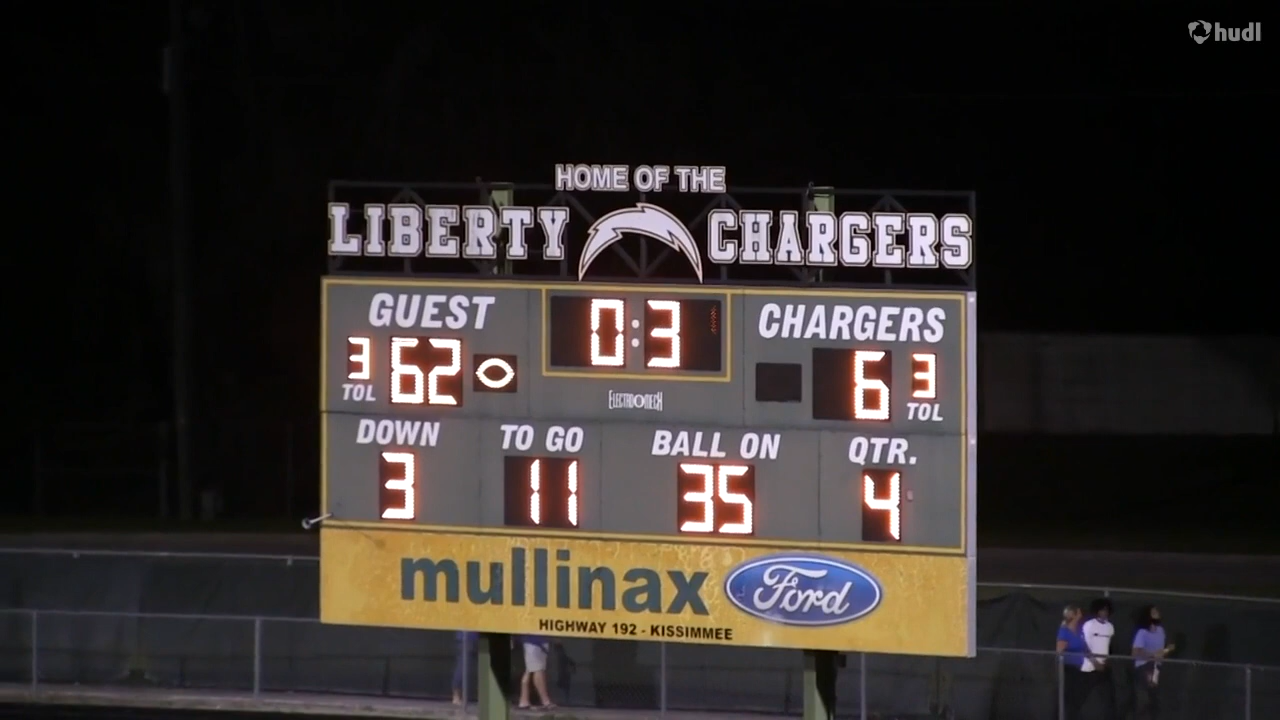 hudl
HOME OF THE
LIBERTY CHARGERS
GUEST 0:3 CHARGERS
3 62 6 3
TOL ELECTRO-MECH TOL
DOWN TO GO BALL ON QTR.
3 11 35 4
mullinax Ford
HIGHWAY 192 - KISSIMMEE